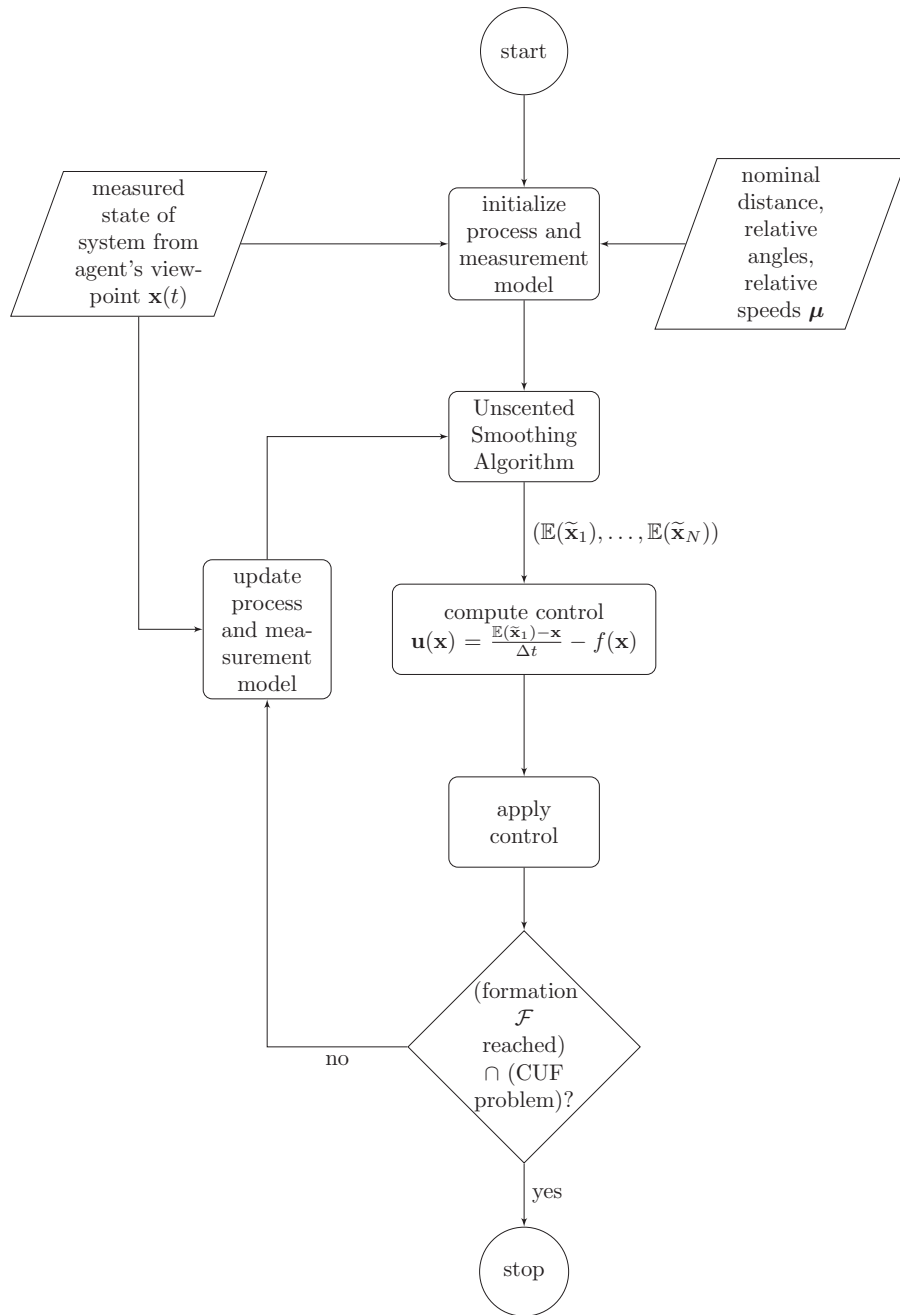 start
measured
state of
system from
agent's view-
point x(t)
initialize
process and
measurement
model
nominal
distance,
relative
angles,
relative
speeds μ
Unscented
Smoothing
Algorithm
(𝔼(x̃₁), …, 𝔼(x̃_N))
update
process
and mea-
surement
model
compute control
u(x) = (𝔼(x̃₁)−x)/Δt − f(x)
apply
control
(formation
ℱ
reached)
∩ (CUF
problem)?
no
yes
stop